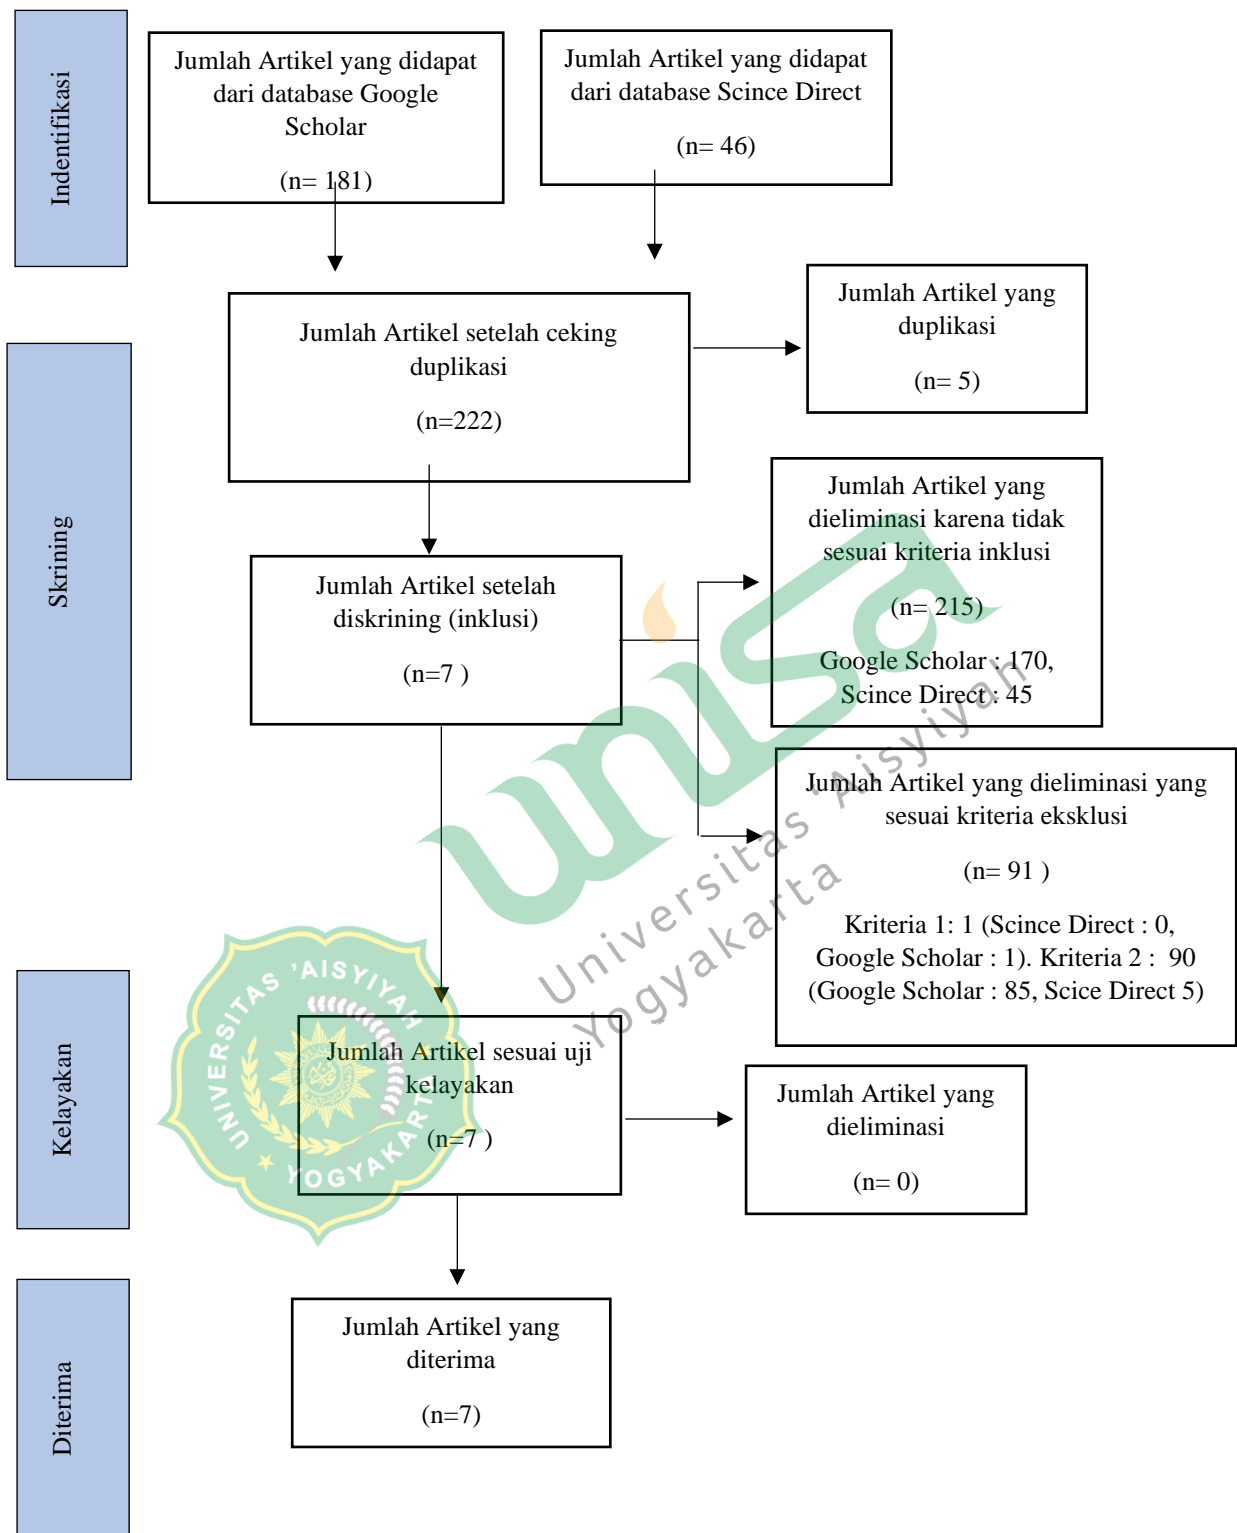 Indentifikasi
Jumlah Artikel yang didapat
dari database Google
Scholar
(n= 181)
Jumlah Artikel yang didapat
dari database Scince Direct
(n= 46)
Skrining
Jumlah Artikel setelah ceking
duplikasi
(n=222)
Jumlah Artikel yang
duplikasi
(n= 5)
Jumlah Artikel setelah
diskrining (inklusi)
(n=7 )
Jumlah Artikel yang
dieliminasi karena tidak
sesuai kriteria inklusi
(n= 215)
Google Scholar : 170,
Scince Direct : 45
Jumlah Artikel yang dieliminasi yang
sesuai kriteria eksklusi
(n= 91 )
Kriteria 1: 1 (Scince Direct : 0,
Google Scholar : 1). Kriteria 2 :  90
(Google Scholar : 85, Scice Direct 5)
Kelayakan
Jumlah Artikel sesuai uji
kelayakan
(n=7 )
Jumlah Artikel yang
dieliminasi
(n= 0)
Diterima
Jumlah Artikel yang
diterima
(n=7)
unisa
Universitas 'Aisyiyah
Yogyakarta
UNIVERSITAS 'AISYIYAH
YOGYAKARTA